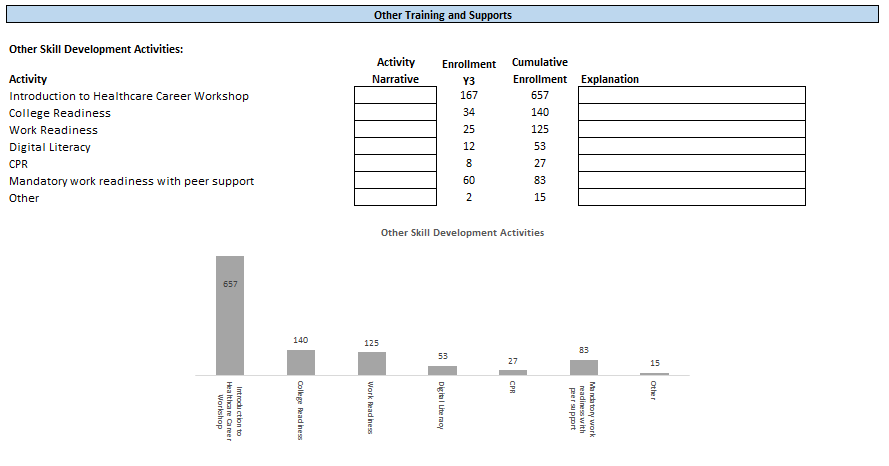 Other Training and Supports
Other Skill Development Activities:
Activity Enrollment Cumulative
Activity Narrative Y3 Enrollment Explanation
Introduction to Healthcare Career Workshop 167 657
College Readiness 34 140
Work Readiness 25 125
Digital Literacy 12 53
CPR 8 27
Mandatory work readiness with peer support 60 83
Other 2 15
Other Skill Development Activities
657
140
125
53
27
83
15
Introduction to
Healthcare Career
Workshop
College Readiness
Work Readiness
Digital Literacy
CPR
Mandatory work
readiness with
peer support
Other